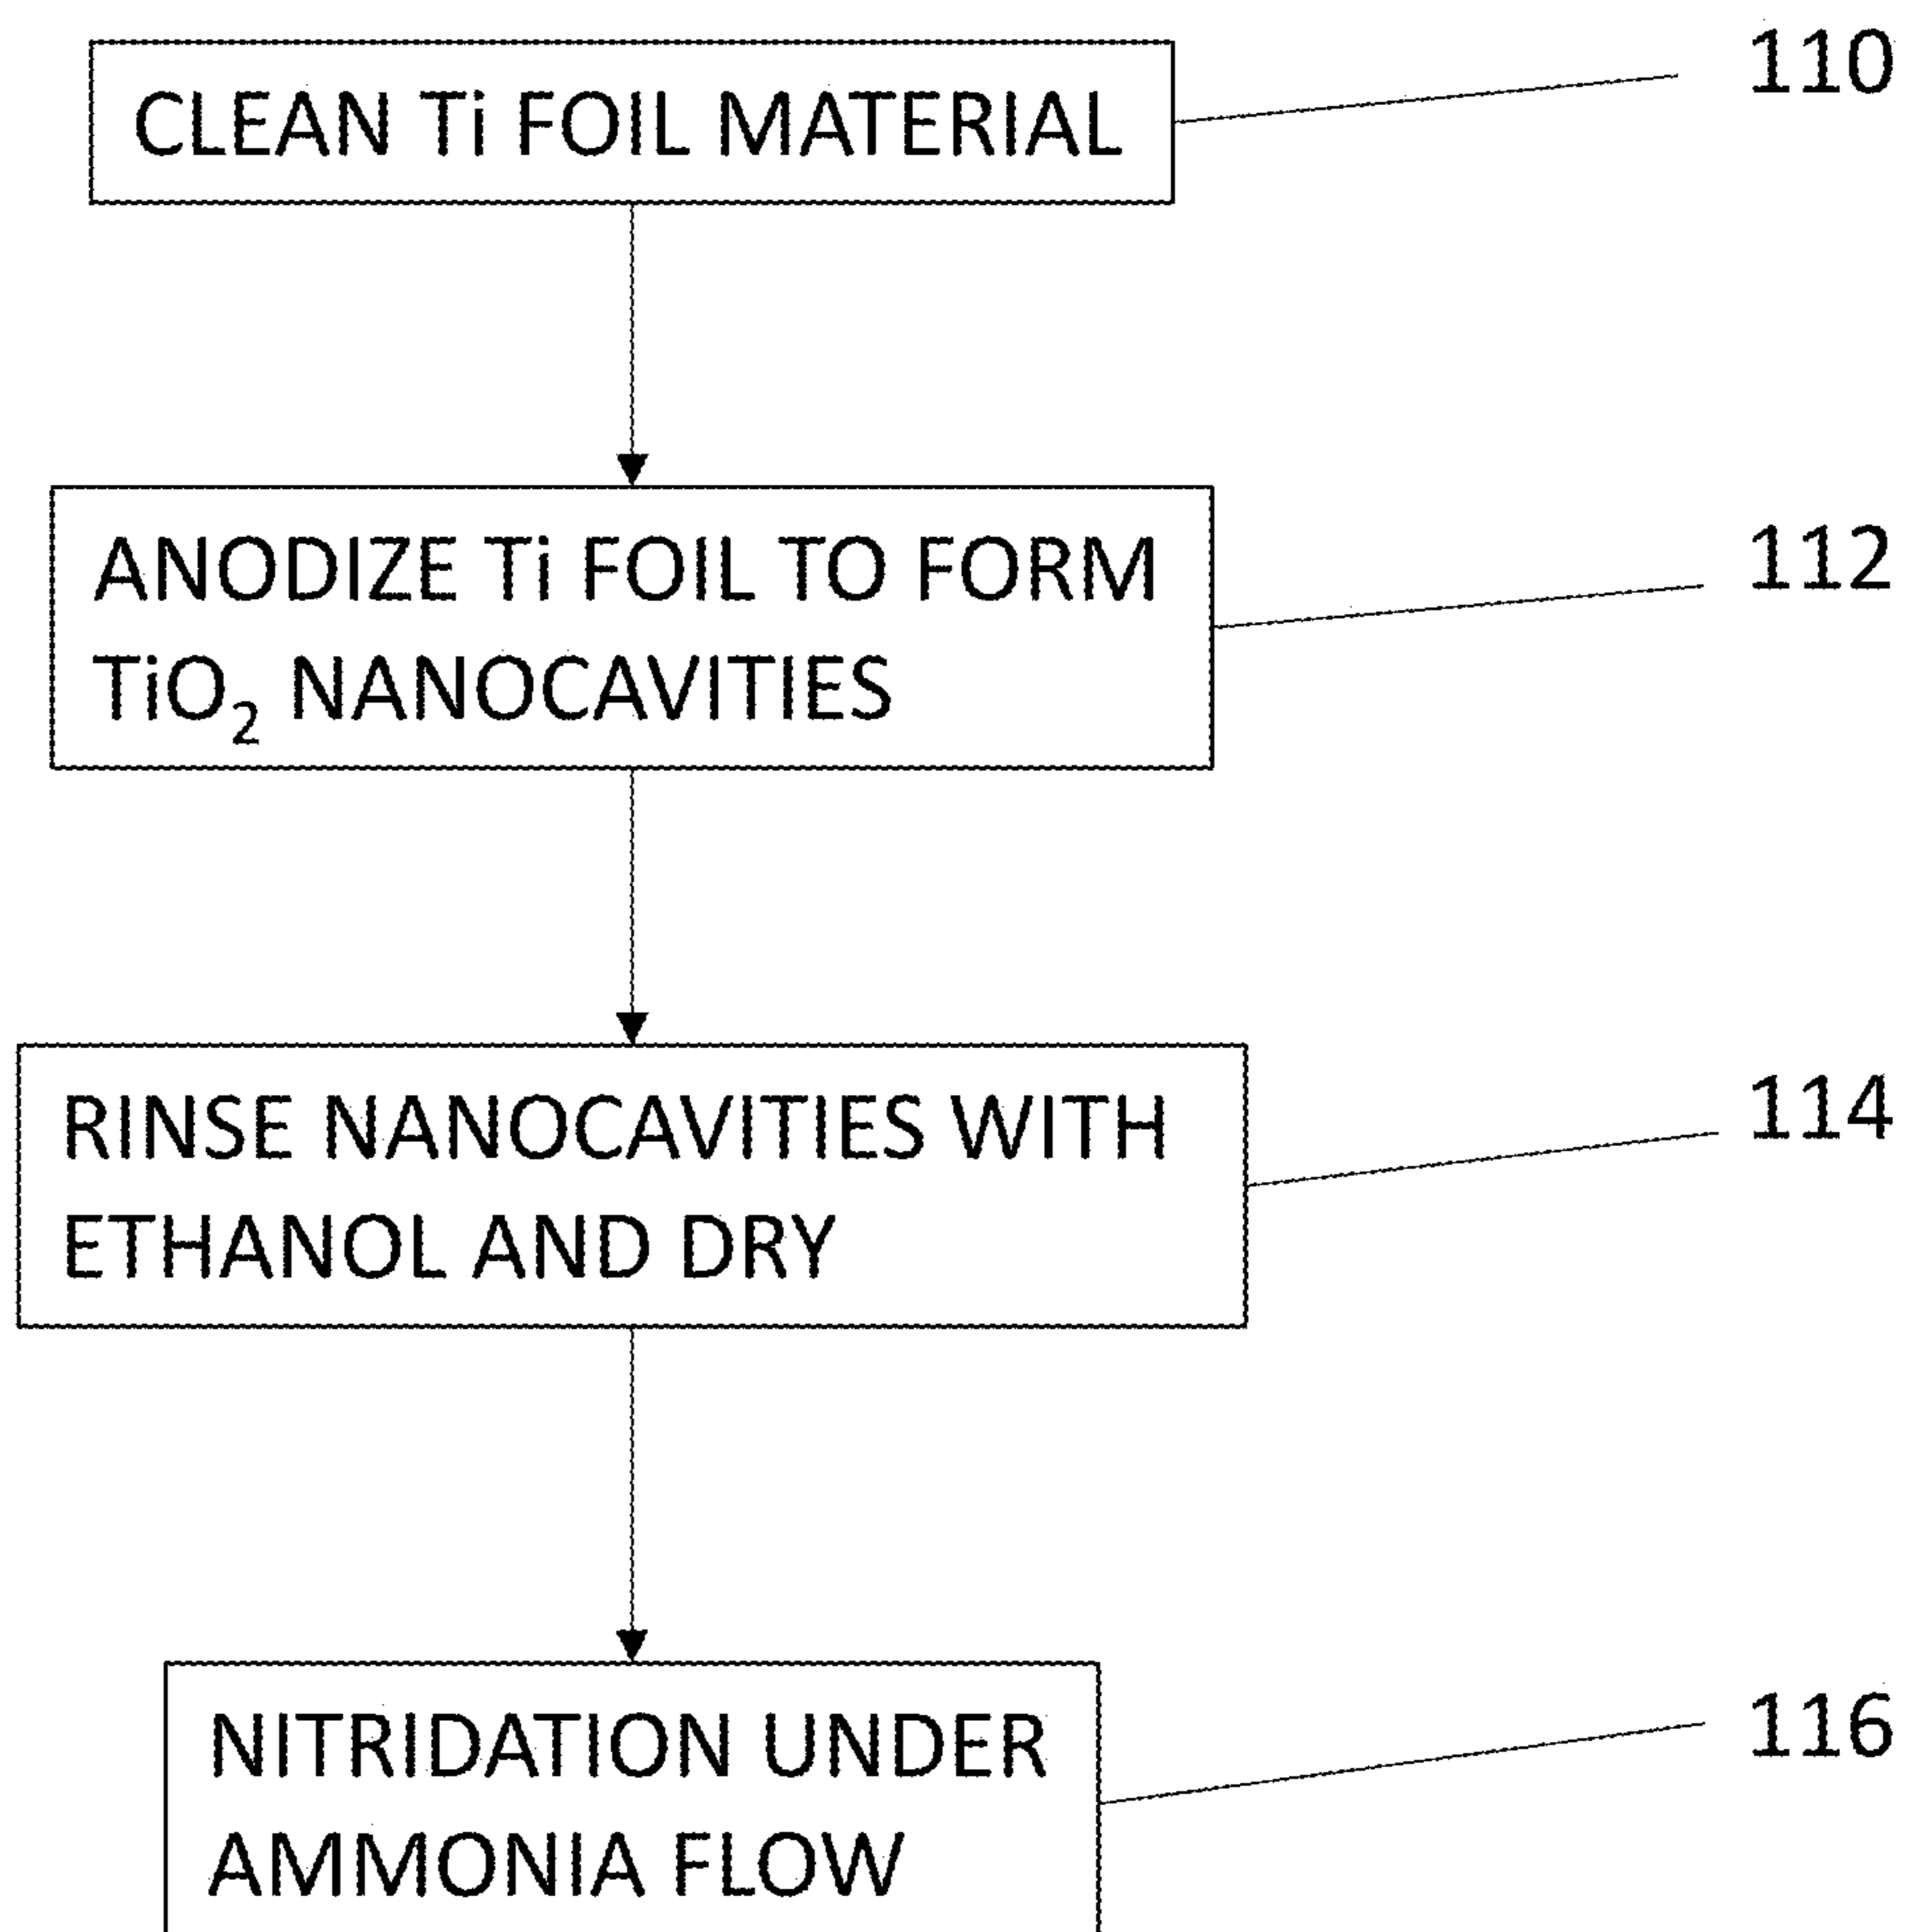 CLEAN Ti FOIL MATERIAL
110
ANODIZE Ti FOIL TO FORM
TiO₂ NANOCAVITIES
112
RINSE NANOCAVITIES WITH
ETHANOL AND DRY
114
NITRIDATION UNDER
AMMONIA FLOW
116